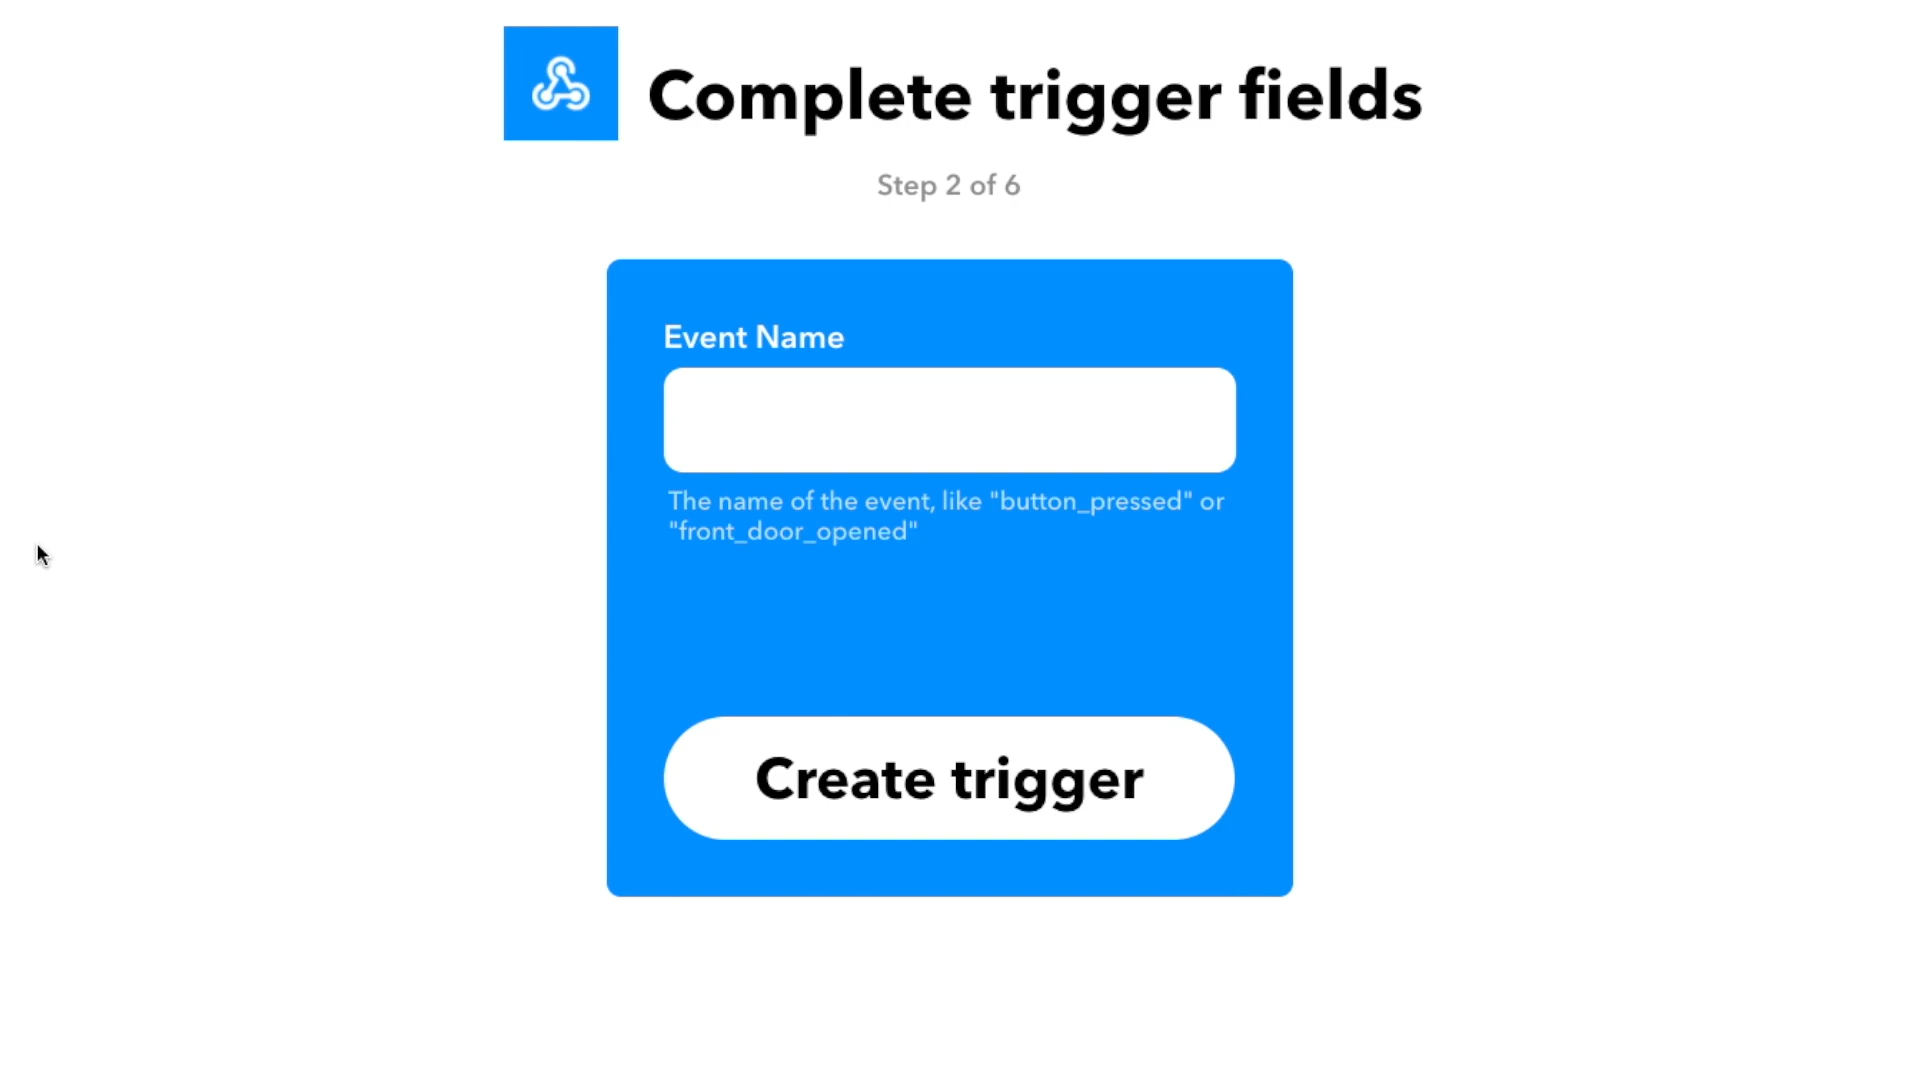 Complete trigger fields
Step 2 of 6
Event Name
The name of the event, like "button_pressed" or
"front_door_opened"
Create trigger